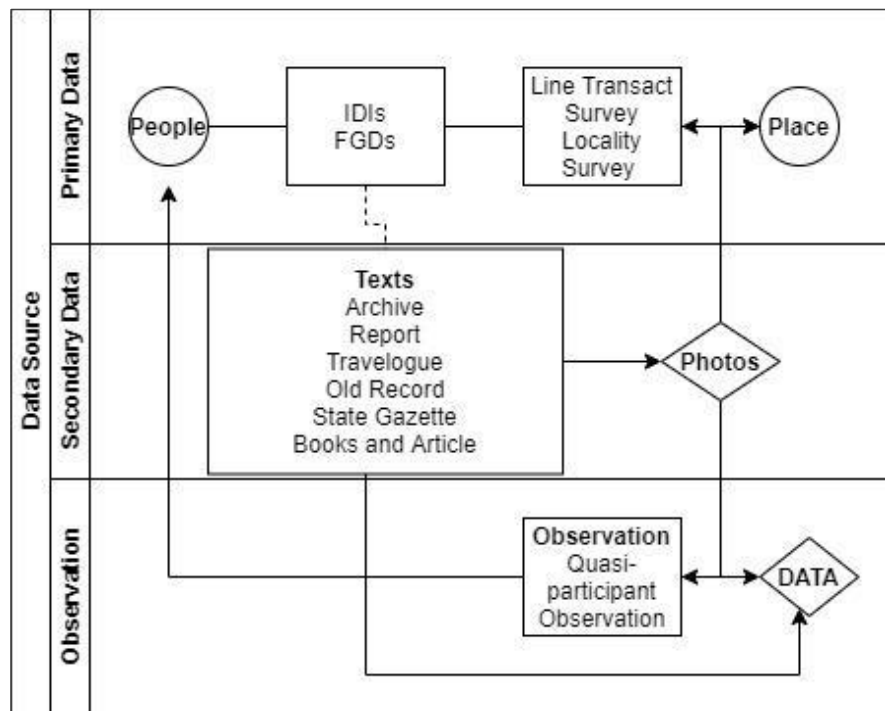 Data Source
Primary Data
People
IDIs
FGDs
Line Transact
Survey
Locality
Survey
Place
Secondary Data
Texts
Archive
Report
Travelogue
Old Record
State Gazette
Books and Article
Photos
Observation
Observation
Quasi-
participant
Observation
DATA